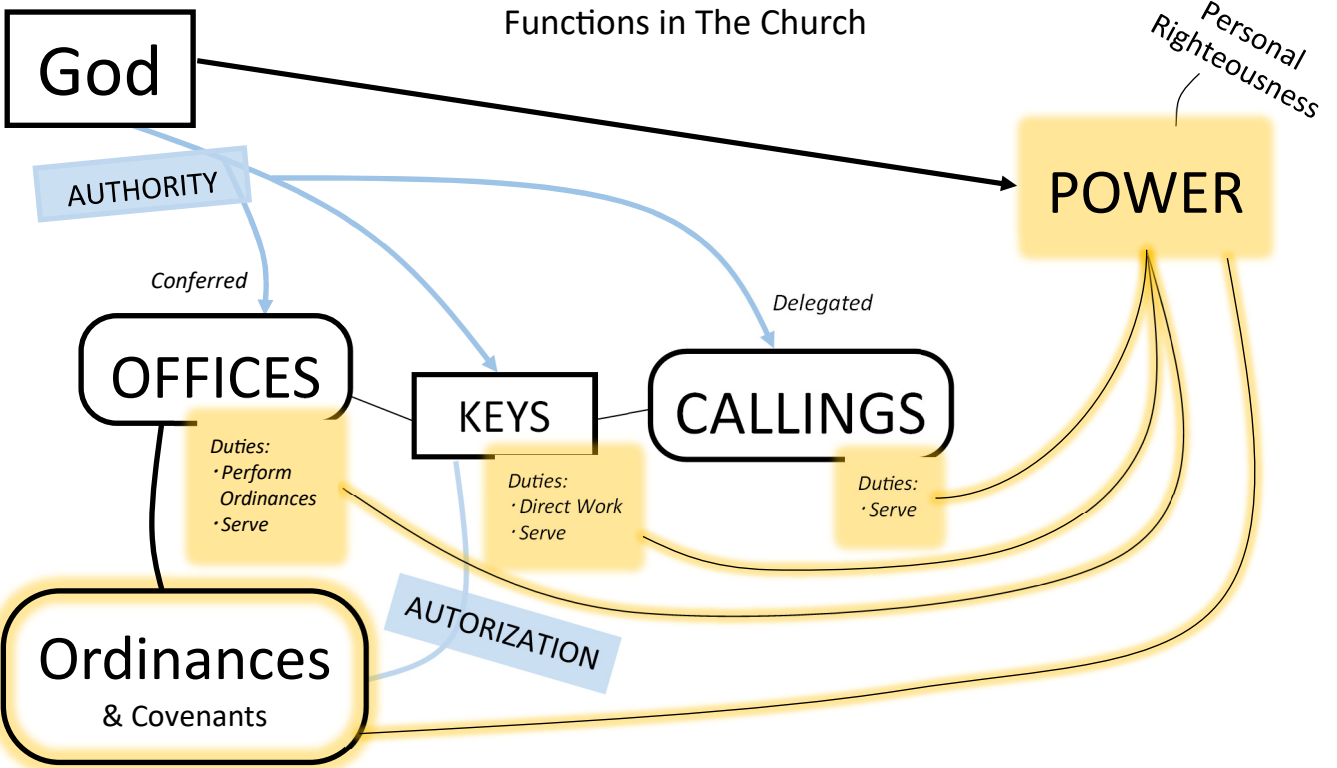 Functions in The Church
God
Personal
Righteousness
POWER
AUTHORITY
Conferred
Delegated
OFFICES
KEYS
CALLINGS
Duties:
· Perform
Ordinances
· Serve
Duties:
· Direct Work
· Serve
Duties:
· Serve
AUTORIZATION
Ordinances
& Covenants